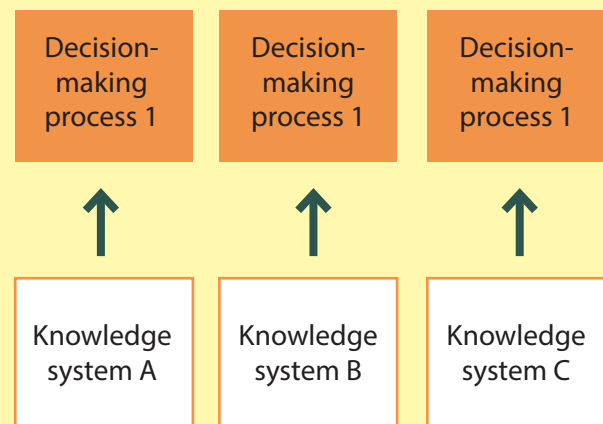 Decision-
making
process 1
Decision-
making
process 1
Decision-
making
process 1
Knowledge
system A
Knowledge
system B
Knowledge
system C